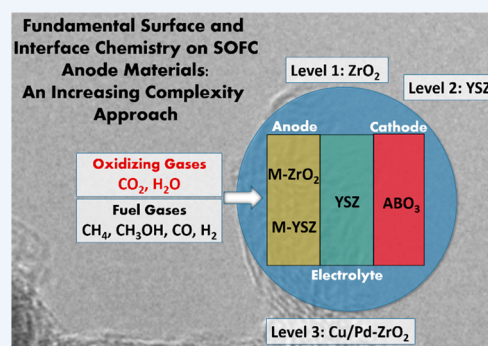 Fundamental Surface and
Interface Chemistry on SOFC
Anode Materials:
An Increasing Complexity
Approach
Level 1: ZrO₂
Level 2: YSZ
Anode
Cathode
Oxidizing Gases
CO₂, H₂O
Fuel Gases
CH₄, CH₃OH, CO, H₂
M-ZrO₂
M-YSZ
YSZ
ABO₃
Electrolyte
Level 3: Cu/Pd-ZrO₂